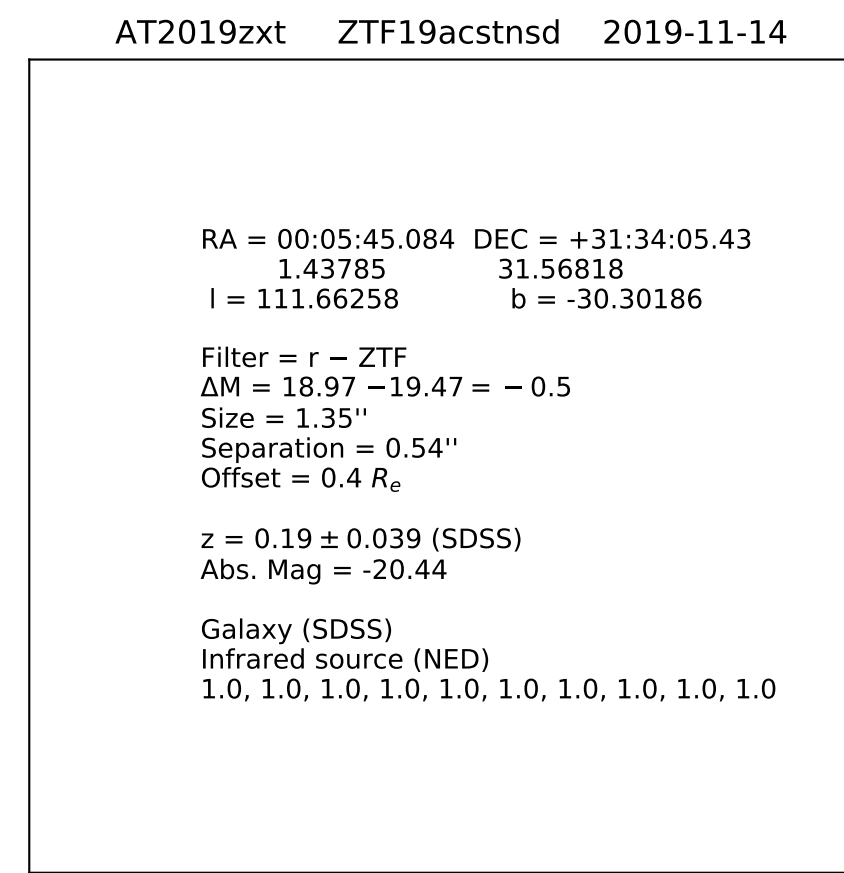 AT2019zxt ZTF19acstnsd 2019-11-14
RA = 00:05:45.084 DEC = +31:34:05.43
1.43785 31.56818
l = 111.66258 b = -30.30186
Filter = r − ZTF
ΔM = 18.97 −19.47 = − 0.5
Size = 1.35''
Separation = 0.54''
Offset = 0.4 Re
z = 0.19 ± 0.039 (SDSS)
Abs. Mag = -20.44
Galaxy (SDSS)
Infrared source (NED)
1.0, 1.0, 1.0, 1.0, 1.0, 1.0, 1.0, 1.0, 1.0, 1.0